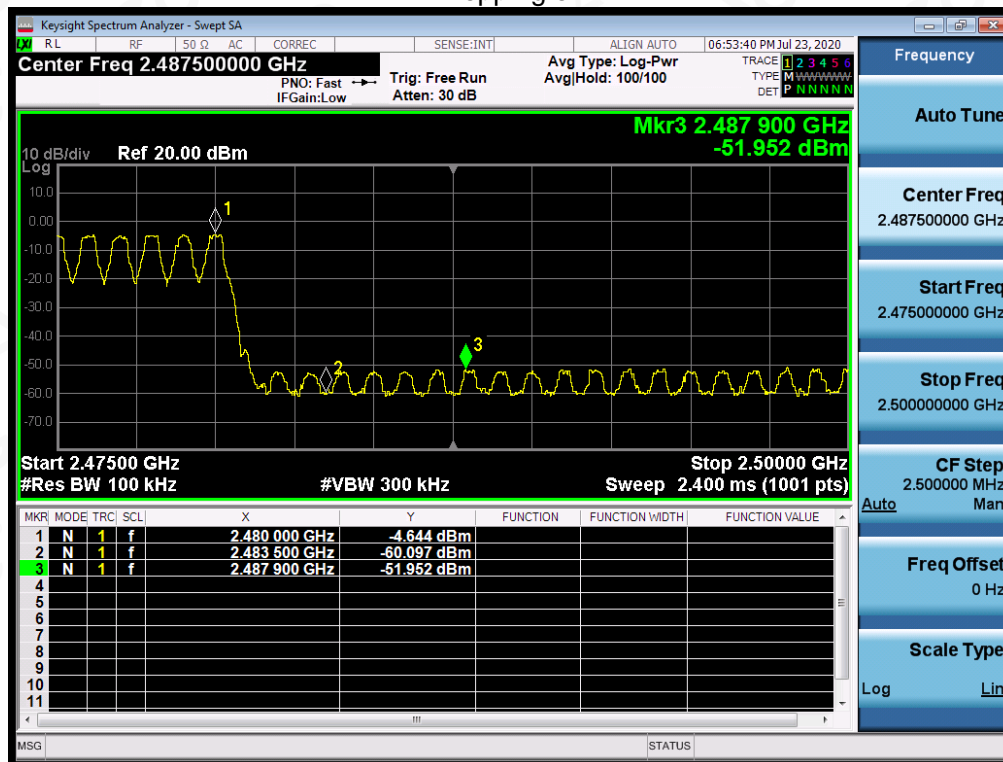 Keysight Spectrum Analyzer - Swept SA
LXI RL RF 50 Ω AC CORREC SENSE:INT ALIGN AUTO 06:53:40 PM Jul 23, 2020
Center Freq 2.487500000 GHz
PNO: Fast
IFGain:Low
Trig: Free Run
Atten: 30 dB
Avg Type: Log-Pwr
Avg|Hold: 100/100
TRACE 1 2 3 4 5 6
TYPE M WWWWW
DET P N N N N N
Mkr3 2.487 900 GHz
-51.952 dBm
10 dB/div Ref 20.00 dBm
Log
10.0
0.00
-10.0
-20.0
-30.0
-40.0
-50.0
-60.0
-70.0
1
2
3
Start 2.47500 GHz Stop 2.50000 GHz
#Res BW 100 kHz #VBW 300 kHz Sweep 2.400 ms (1001 pts)
MKR MODE TRC SCL X Y FUNCTION FUNCTION WIDTH FUNCTION VALUE
1 N 1 f 2.480 000 GHz -4.644 dBm
2 N 1 f 2.483 500 GHz -60.097 dBm
3 N 1 f 2.487 900 GHz -51.952 dBm
4
5
6
7
8
9
10
11
MSG STATUS
Frequency
Auto Tune
Center Freq
2.487500000 GHz
Start Freq
2.475000000 GHz
Stop Freq
2.500000000 GHz
CF Step
2.500000 MHz
Auto Man
Freq Offset
0 Hz
Scale Type
Log Lin